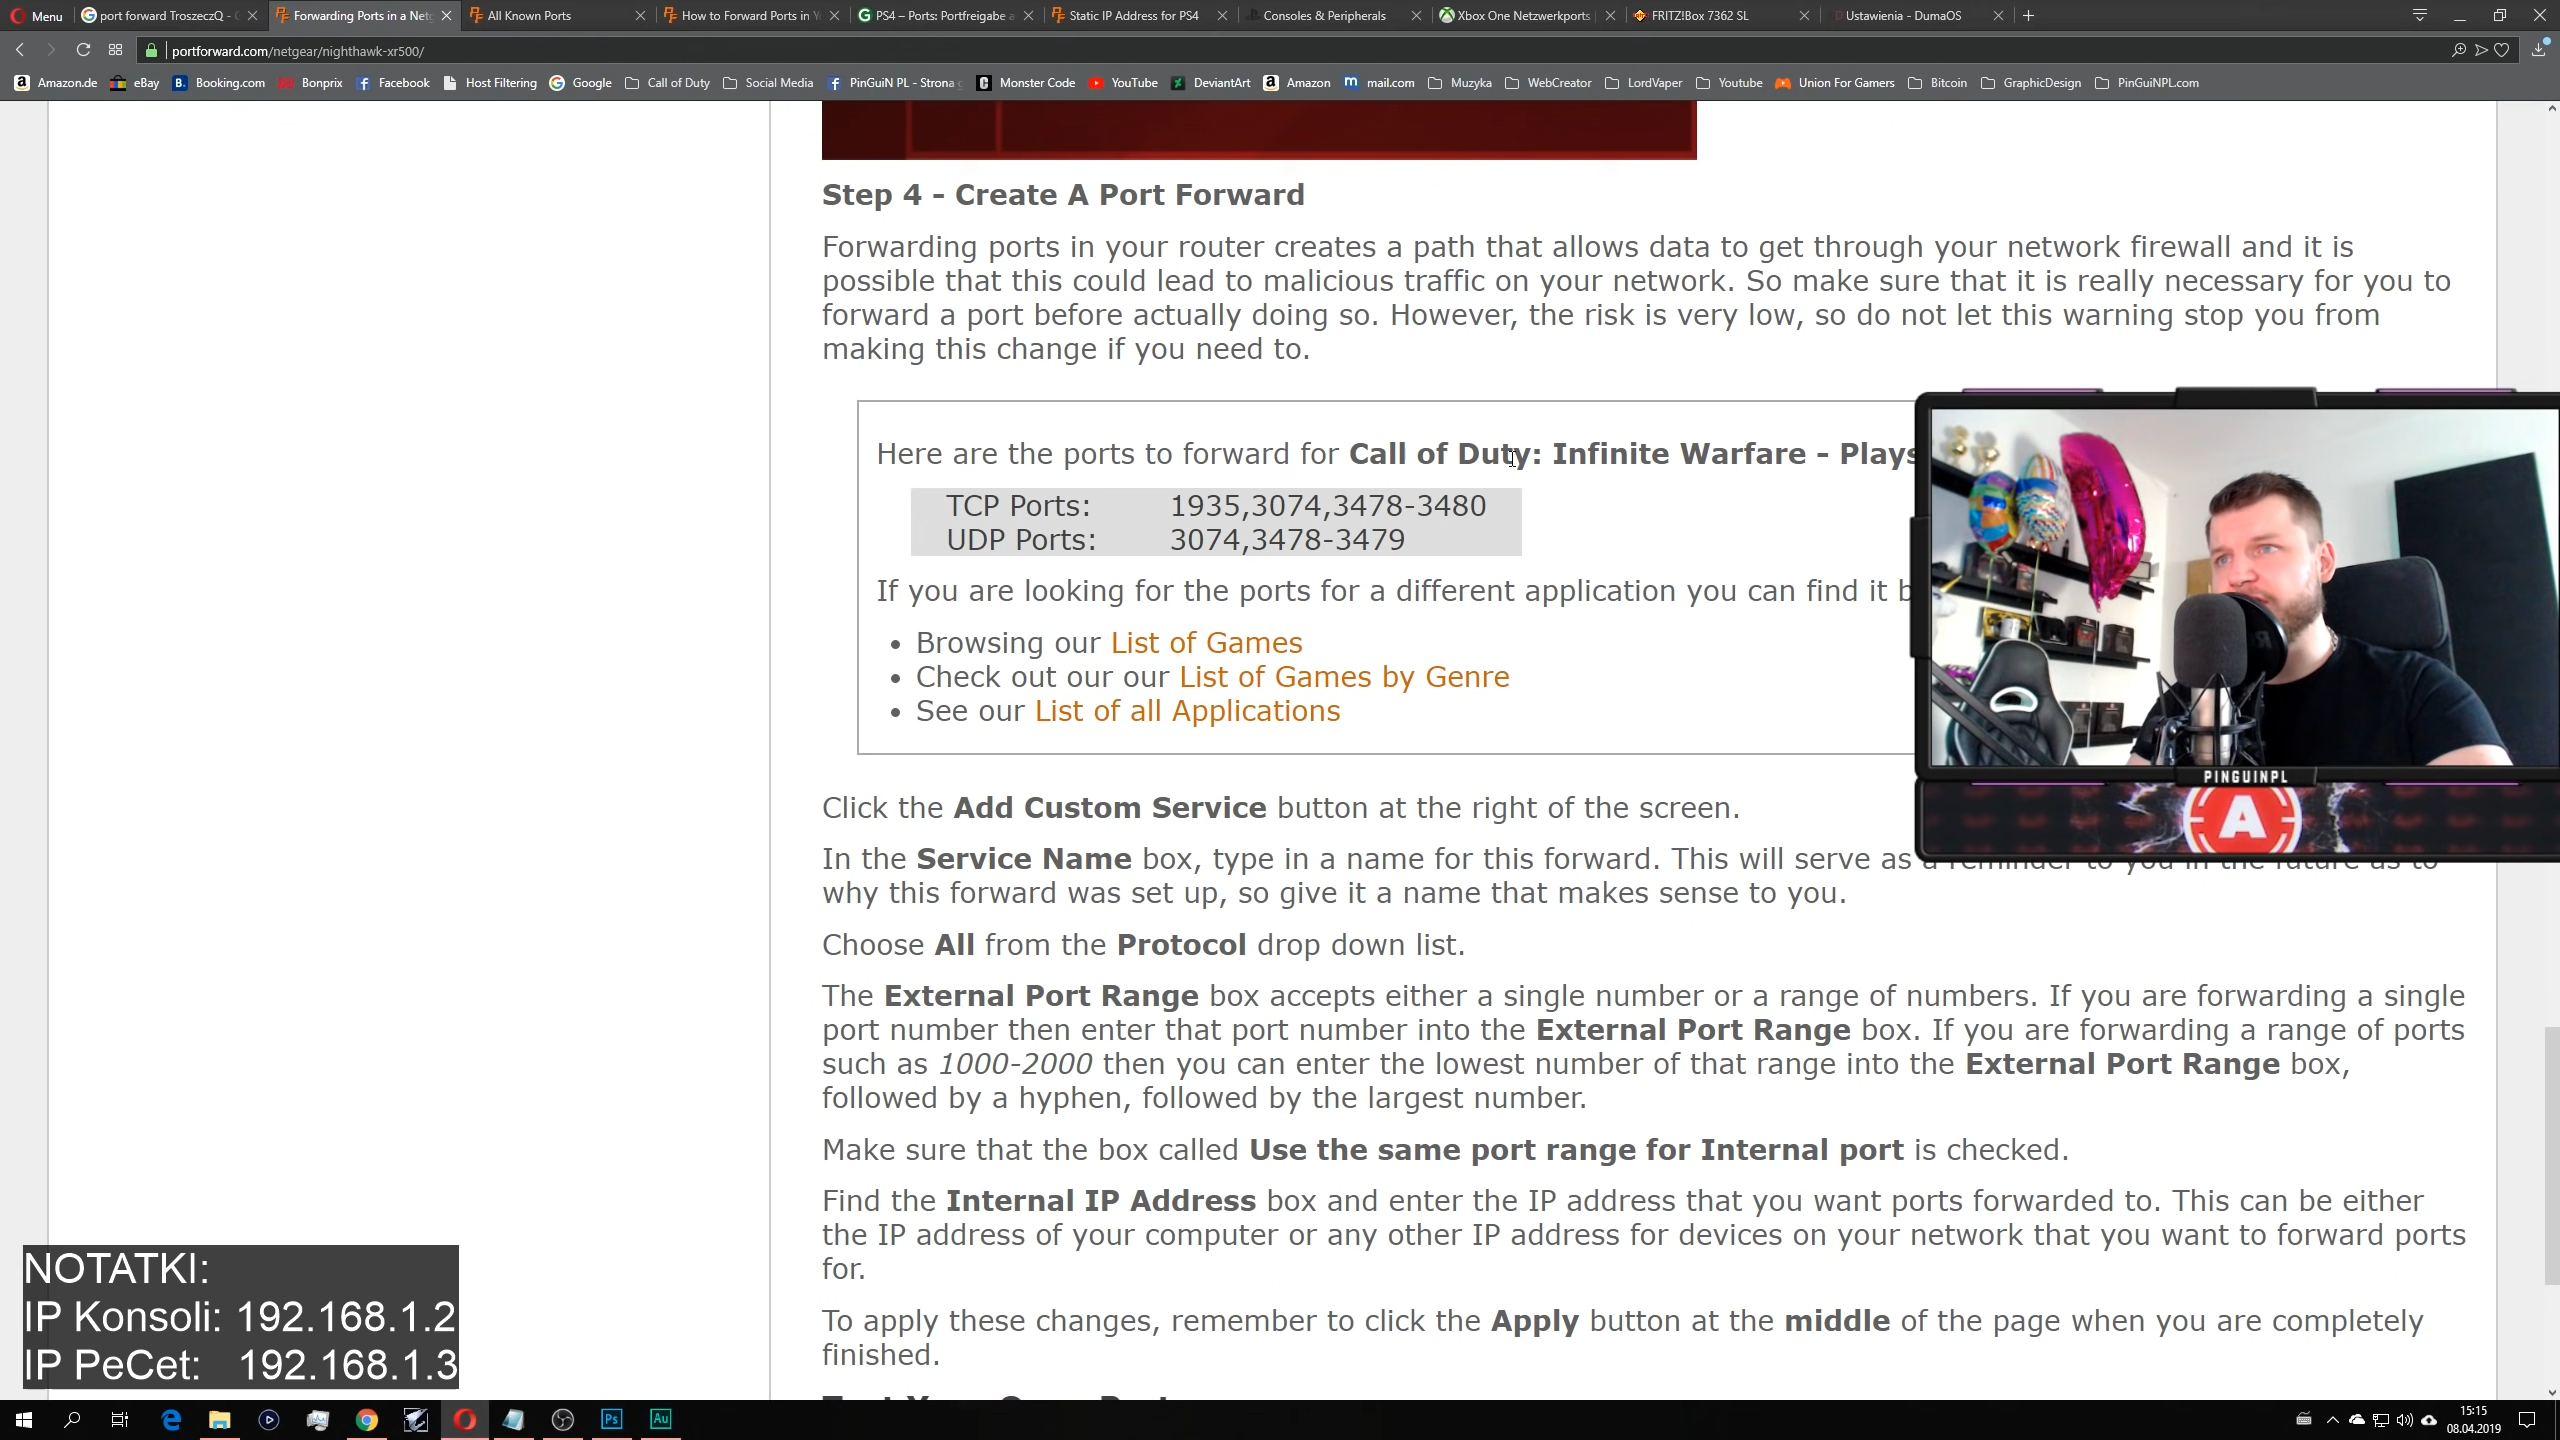 Menu
port forward TroszeczQ -
Forwarding Ports in a Netg
All Known Ports
How to Forward Ports in Y
PS4 – Ports: Portfreigabe a
Static IP Address for PS4
Consoles & Peripherals
Xbox One Netzwerkports
FRITZ!Box 7362 SL
Ustawienia - DumaOS
portforward.com/netgear/nighthawk-xr500/
Amazon.de
eBay
Booking.com
Bonprix
Facebook
Host Filtering
Google
Call of Duty
Social Media
PinGuiN PL - Strona g
Monster Code
YouTube
DeviantArt
Amazon
mail.com
Muzyka
WebCreator
LordVaper
Youtube
Union For Gamers
Bitcoin
GraphicDesign
PinGuiNPL.com
Step 4 - Create A Port Forward
Forwarding ports in your router creates a path that allows data to get through your network firewall and it is
possible that this could lead to malicious traffic on your network. So make sure that it is really necessary for you to
forward a port before actually doing so. However, the risk is very low, so do not let this warning stop you from
making this change if you need to.
Here are the ports to forward for Call of Duty: Infinite Warfare - Plays
TCP Ports: 1935,3074,3478-3480
UDP Ports: 3074,3478-3479
If you are looking for the ports for a different application you can find it b
• Browsing our List of Games
• Check out our our List of Games by Genre
• See our List of all Applications
PINGUINPL
A
Click the Add Custom Service button at the right of the screen.
In the Service Name box, type in a name for this forward. This will serve as a reminder to you in the future as to
why this forward was set up, so give it a name that makes sense to you.
Choose All from the Protocol drop down list.
The External Port Range box accepts either a single number or a range of numbers. If you are forwarding a single
port number then enter that port number into the External Port Range box. If you are forwarding a range of ports
such as 1000-2000 then you can enter the lowest number of that range into the External Port Range box,
followed by a hyphen, followed by the largest number.
Make sure that the box called Use the same port range for Internal port is checked.
Find the Internal IP Address box and enter the IP address that you want ports forwarded to. This can be either
the IP address of your computer or any other IP address for devices on your network that you want to forward ports
for.
To apply these changes, remember to click the Apply button at the middle of the page when you are completely
finished.
NOTATKI:
IP Konsoli: 192.168.1.2
IP PeCet: 192.168.1.3
Ps
Au
15:15
08.04.2019